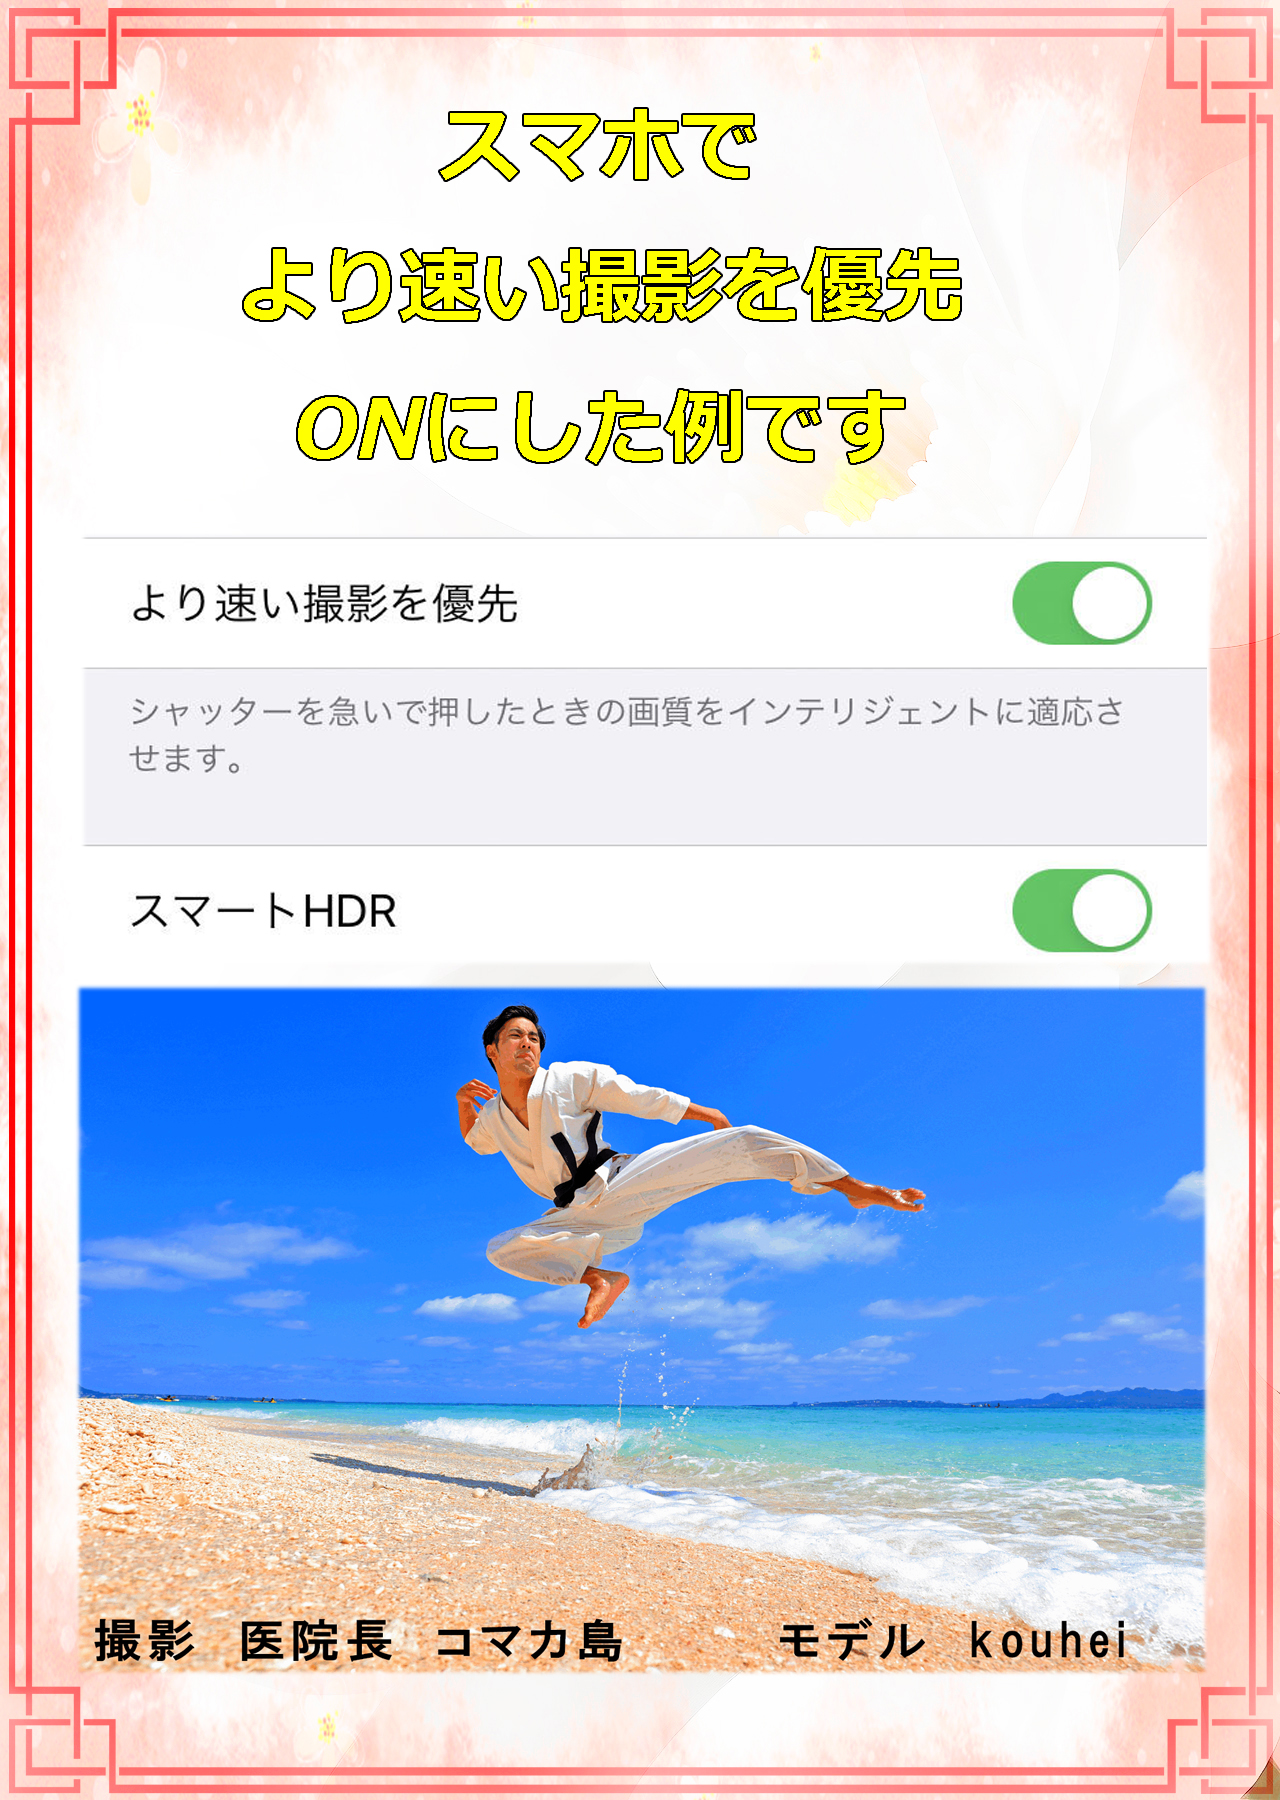 スマホで
より速い撮影を優先
ONにした例です
より速い撮影を優先
シャッターを急いで押したときの画質をインテリジェントに適応さ
せます。
スマートHDR
撮影 医院長 コマカ島 モデル kouhei